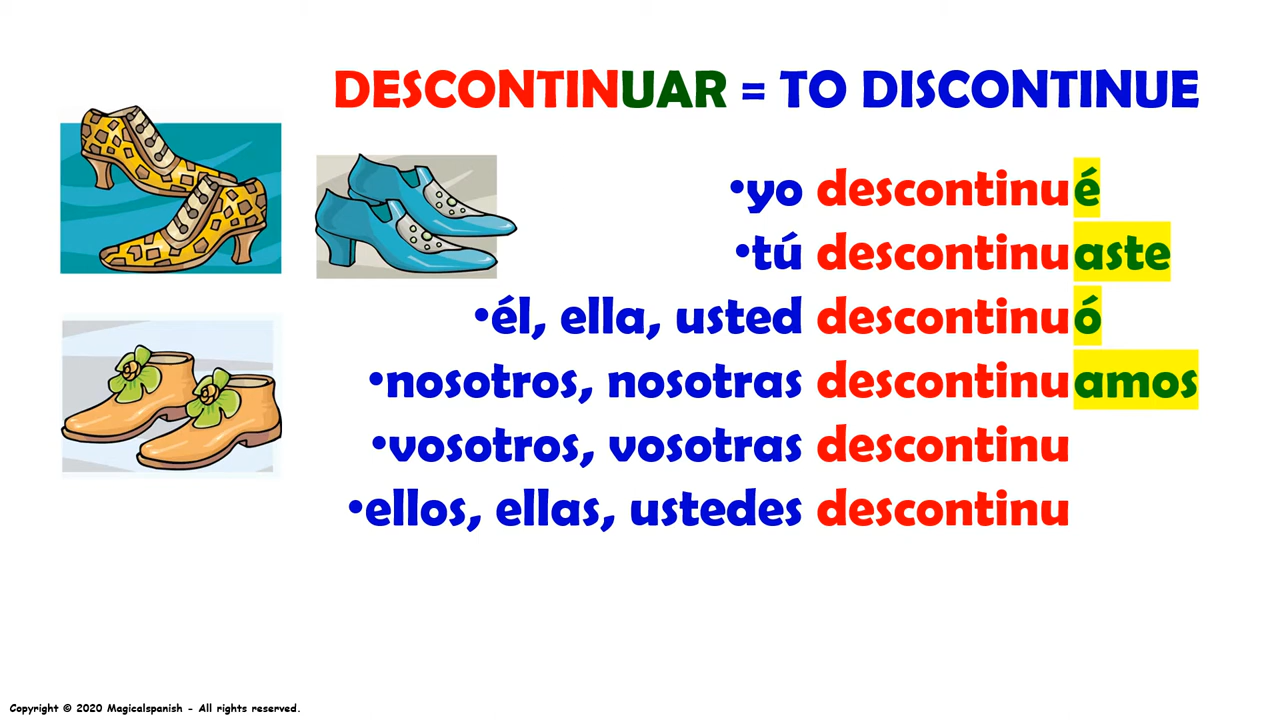 DESCONTINUAR = TO DISCONTINUE
•yo descontinué
•tú descontinuaste
•él, ella, usted descontinuó
•nosotros, nosotras descontinuamos
•vosotros, vosotras descontinu
•ellos, ellas, ustedes descontinu
Copyright © 2020 Magicalspanish - All rights reserved.